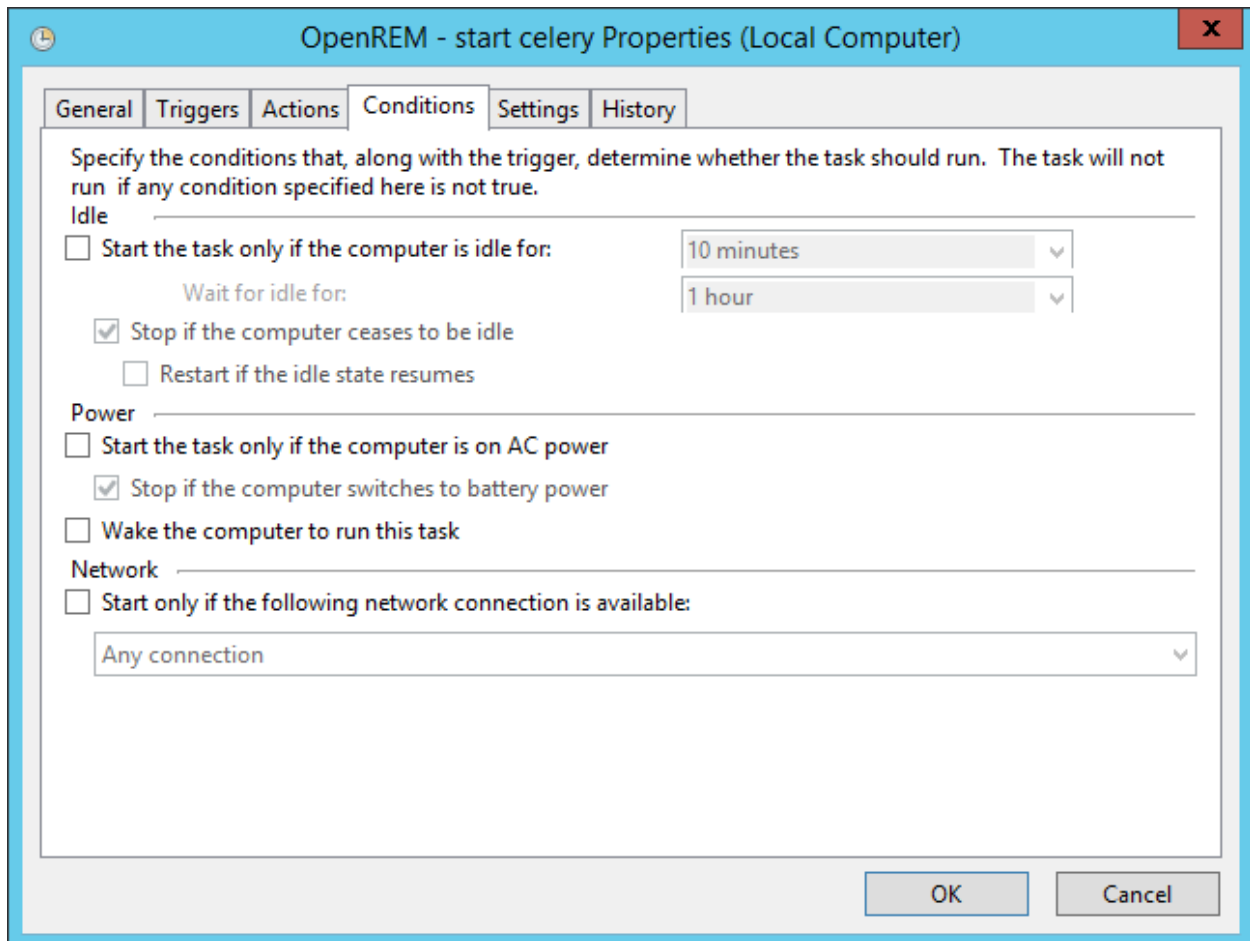 OpenREM - start celery Properties (Local Computer)
x
General Triggers Actions Conditions Settings History
Specify the conditions that, along with the trigger, determine whether the task should run. The task will not
run if any condition specified here is not true.
Idle
Start the task only if the computer is idle for: 10 minutes
Wait for idle for: 1 hour
Stop if the computer ceases to be idle
Restart if the idle state resumes
Power
Start the task only if the computer is on AC power
Stop if the computer switches to battery power
Wake the computer to run this task
Network
Start only if the following network connection is available:
Any connection
OK Cancel